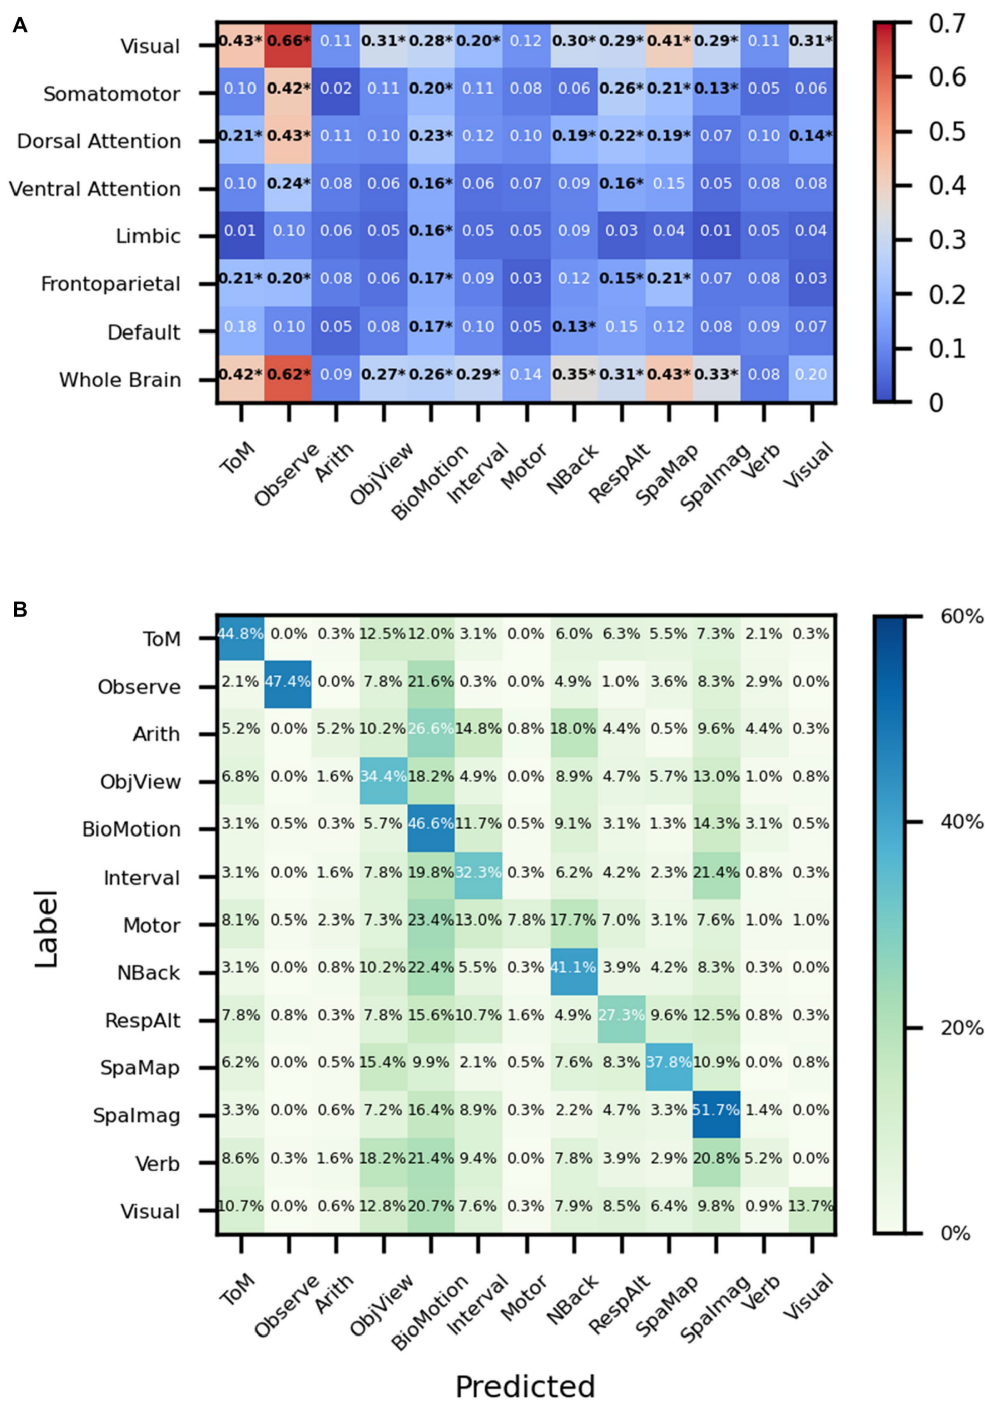 A
Visual 0.43* 0.66* 0.11 0.31* 0.28* 0.20* 0.12 0.30* 0.29* 0.41* 0.29* 0.11 0.31*
Somatomotor 0.10 0.42* 0.02 0.11 0.20* 0.11 0.08 0.06 0.26* 0.21* 0.13* 0.05 0.06
Dorsal Attention 0.21* 0.43* 0.11 0.10 0.23* 0.12 0.10 0.19* 0.22* 0.19* 0.07 0.10 0.14*
Ventral Attention 0.10 0.24* 0.08 0.06 0.16* 0.06 0.07 0.09 0.16* 0.15 0.05 0.08 0.08
Limbic 0.01 0.10 0.06 0.05 0.16* 0.05 0.05 0.09 0.03 0.04 0.01 0.05 0.04
Frontoparietal 0.21* 0.20* 0.08 0.06 0.17* 0.09 0.03 0.12 0.15* 0.21* 0.07 0.08 0.03
Default 0.18 0.10 0.05 0.08 0.17* 0.10 0.05 0.13* 0.15 0.12 0.08 0.09 0.07
Whole Brain 0.42* 0.62* 0.09 0.27* 0.26* 0.29* 0.14 0.35* 0.31* 0.43* 0.33* 0.08 0.20
ToM Observe Arith ObjView BioMotion Interval Motor NBack RespAlt SpaMap SpaImag Verb Visual
0.7
0.6
0.5
0.4
0.3
0.2
0.1
0
B
Label
ToM 44.8% 0.0% 0.3% 12.5% 12.0% 3.1% 0.0% 6.0% 6.3% 5.5% 7.3% 2.1% 0.3%
Observe 2.1% 47.4% 0.0% 7.8% 21.6% 0.3% 0.0% 4.9% 1.0% 3.6% 8.3% 2.9% 0.0%
Arith 5.2% 0.0% 5.2% 10.2% 26.6% 14.8% 0.8% 18.0% 4.4% 0.5% 9.6% 4.4% 0.3%
ObjView 6.8% 0.0% 1.6% 34.4% 18.2% 4.9% 0.0% 8.9% 4.7% 5.7% 13.0% 1.0% 0.8%
BioMotion 3.1% 0.5% 0.3% 5.7% 46.6% 11.7% 0.5% 9.1% 3.1% 1.3% 14.3% 3.1% 0.5%
Interval 3.1% 0.0% 1.6% 7.8% 19.8% 32.3% 0.3% 6.2% 4.2% 2.3% 21.4% 0.8% 0.3%
Motor 8.1% 0.5% 2.3% 7.3% 23.4% 13.0% 7.8% 17.7% 7.0% 3.1% 7.6% 1.0% 1.0%
NBack 3.1% 0.0% 0.8% 10.2% 22.4% 5.5% 0.3% 41.1% 3.9% 4.2% 8.3% 0.3% 0.0%
RespAlt 7.8% 0.8% 0.3% 7.8% 15.6% 10.7% 1.6% 4.9% 27.3% 9.6% 12.5% 0.8% 0.3%
SpaMap 6.2% 0.0% 0.5% 15.4% 9.9% 2.1% 0.5% 7.6% 8.3% 37.8% 10.9% 0.0% 0.8%
SpaImag 3.3% 0.0% 0.6% 7.2% 16.4% 8.9% 0.3% 2.2% 4.7% 3.3% 51.7% 1.4% 0.0%
Verb 8.6% 0.3% 1.6% 18.2% 21.4% 9.4% 0.0% 7.8% 3.9% 2.9% 20.8% 5.2% 0.0%
Visual 10.7% 0.0% 0.6% 12.8% 20.7% 7.6% 0.3% 7.9% 8.5% 6.4% 9.8% 0.9% 13.7%
ToM Observe Arith ObjView BioMotion Interval Motor NBack RespAlt SpaMap SpaImag Verb Visual
Predicted
60%
40%
20%
0%